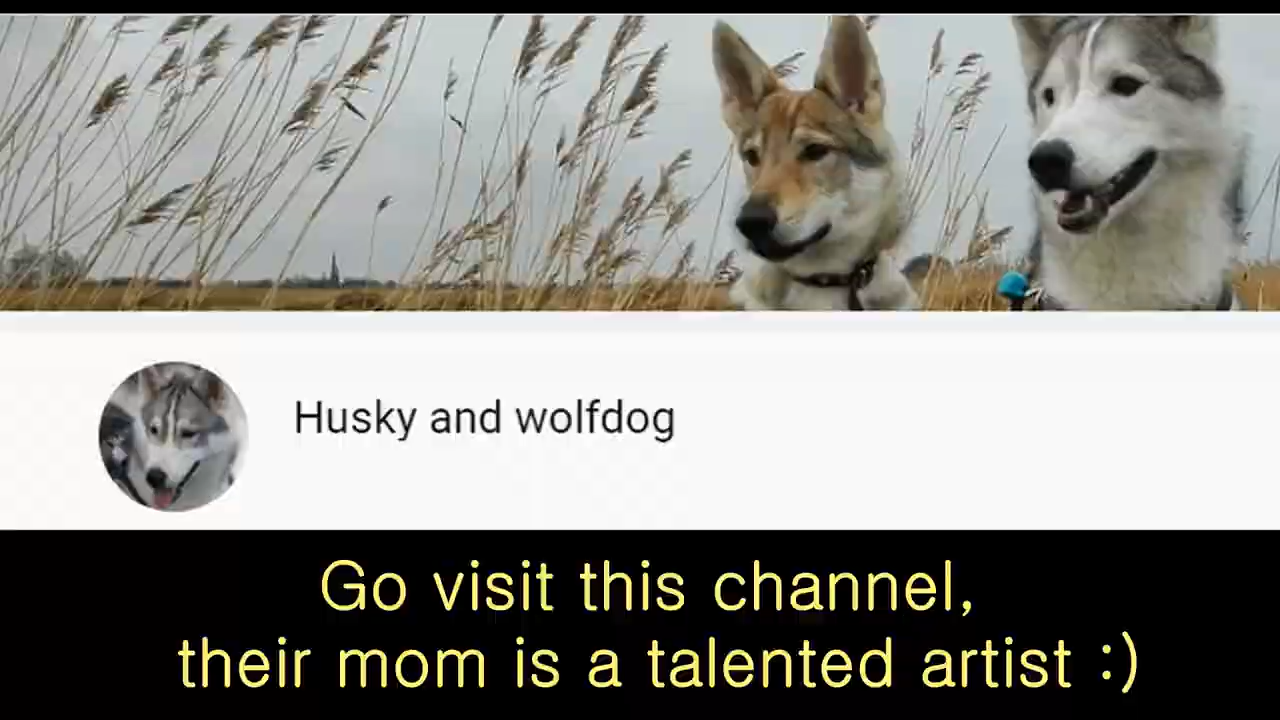 Husky and wolfdog
Go visit this channel,
their mom is a talented artist :)